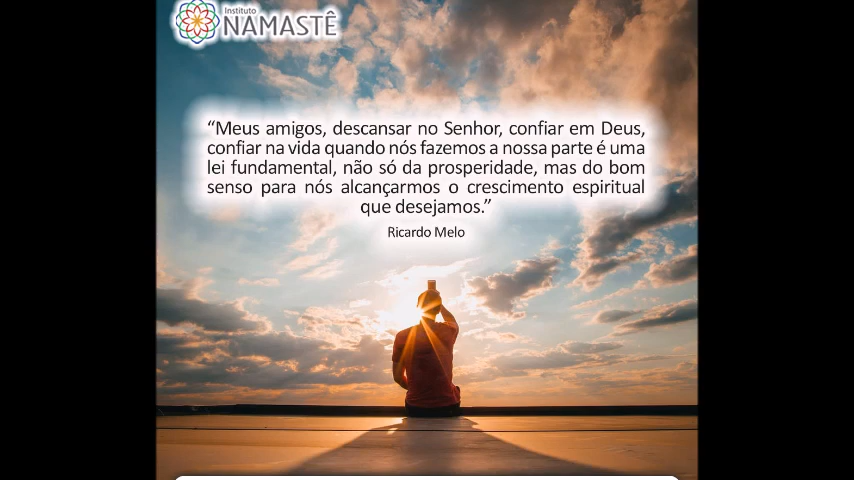 Instituto
NAMASTÊ
“Meus amigos, descansar no Senhor, confiar em Deus,
confiar na vida quando nós fazemos a nossa parte é uma
lei fundamental, não só da prosperidade, mas do bom
senso para nós alcançarmos o crescimento espiritual
que desejamos.”
Ricardo Melo